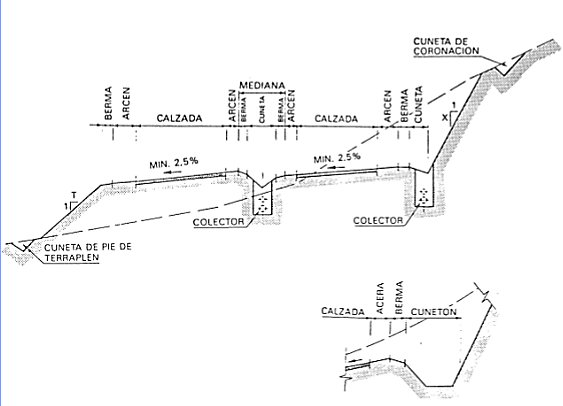 CUNETA DE
CORONACION
MEDIANA
BERMA
ARCEN
CALZADA
ARCEN
BERMA
CUNETA
BERMA
ARCEN
CALZADA
ARCEN
BERMA
CUNETA
1
X
MIN. 2,5%
MIN. 2,5%
T
1
COLECTOR
COLECTOR
CUNETA DE PIE DE
TERRAPLEN
CALZADA
ACERA
BERMA
CUNETON